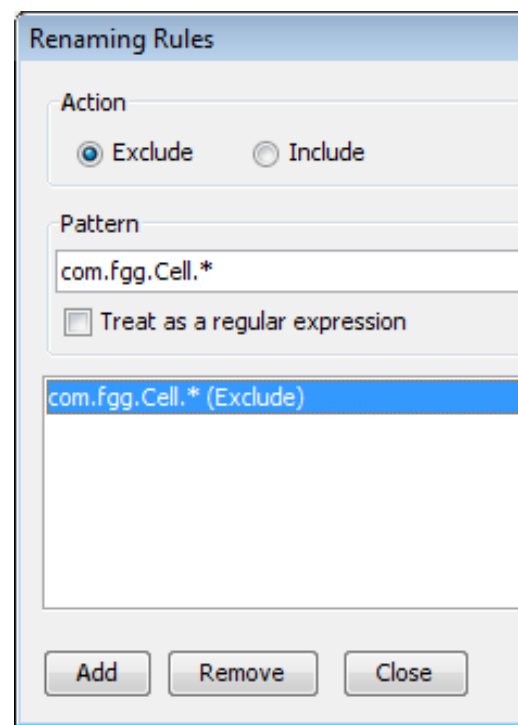 Renaming Rules
Action
Exclude Include
Pattern
com.fgg.Cell.*
Treat as a regular expression
com.fgg.Cell.* (Exclude)
Add Remove Close